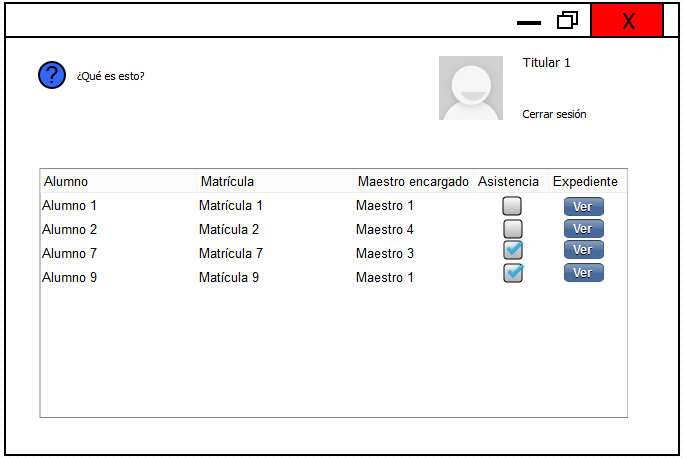 X
?
¿Qué es esto?
Titular 1
Cerrar sesión
Alumno Matrícula Maestro encargado Asistencia Expediente
Alumno 1 Matrícula 1 Maestro 1 Ver
Alumno 2 Matícula 2 Maestro 4 Ver
Alumno 7 Matrícula 7 Maestro 3 Ver
Alumno 9 Matícula 9 Maestro 1 Ver